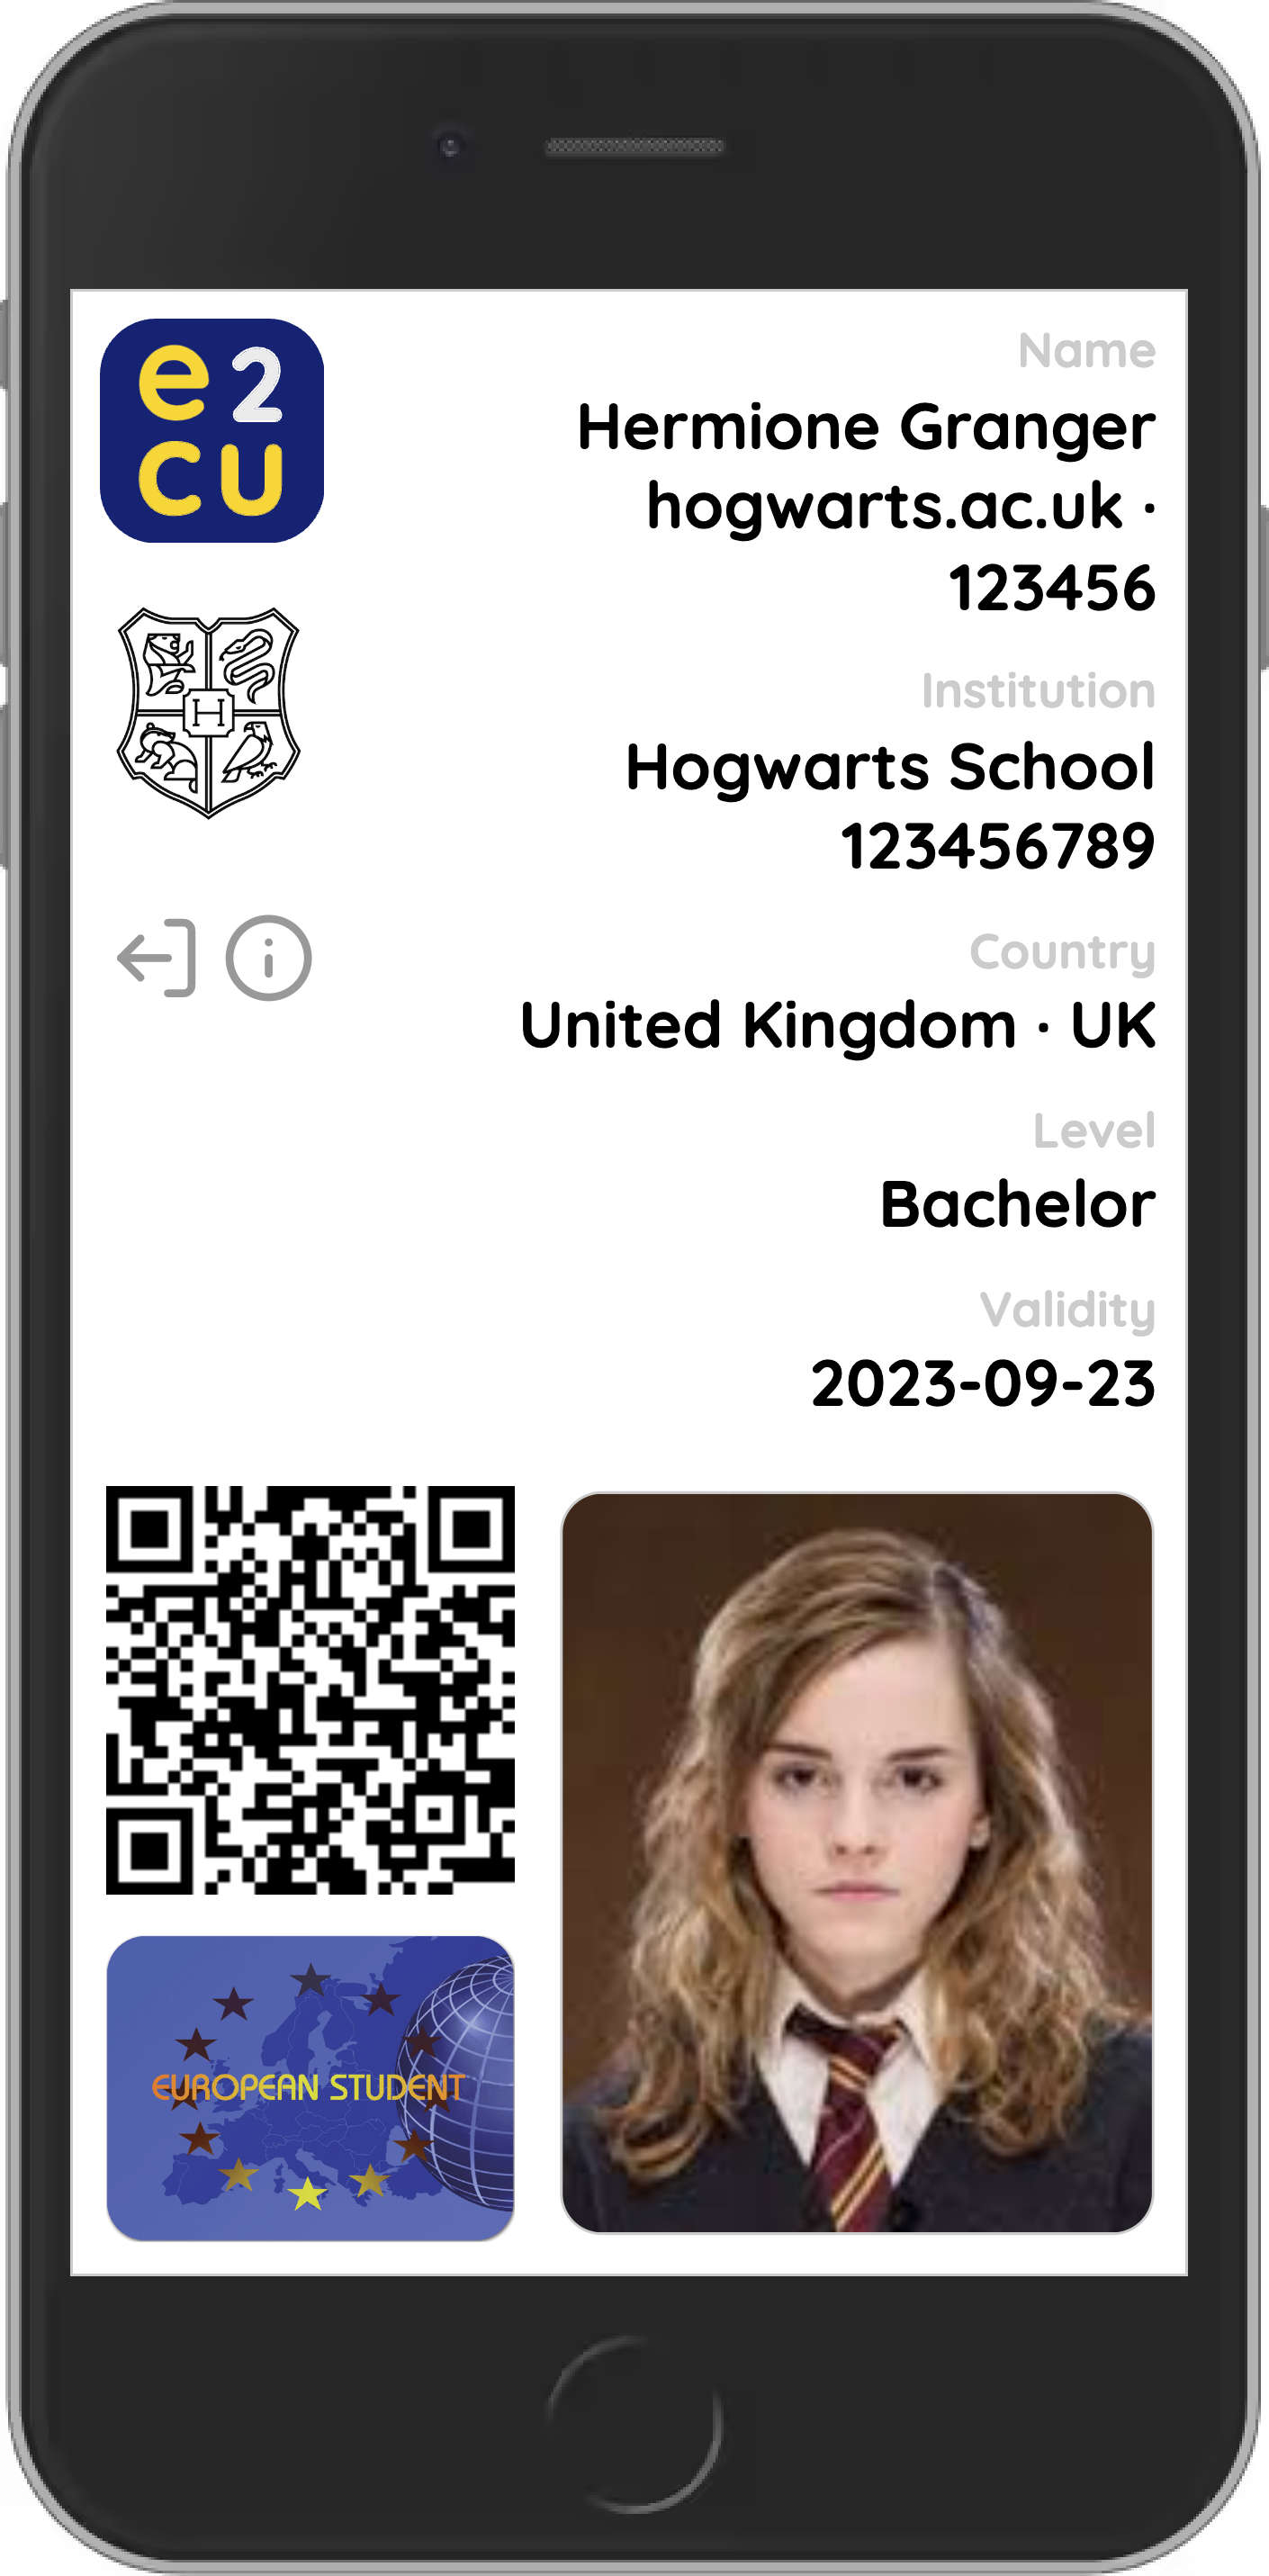 e2
cu
Name
Hermione Granger
hogwarts.ac.uk ·
123456
H
Institution
Hogwarts School
123456789
Country
United Kingdom · UK
Level
Bachelor
Validity
2023-09-23
EUROPEAN STUDENT